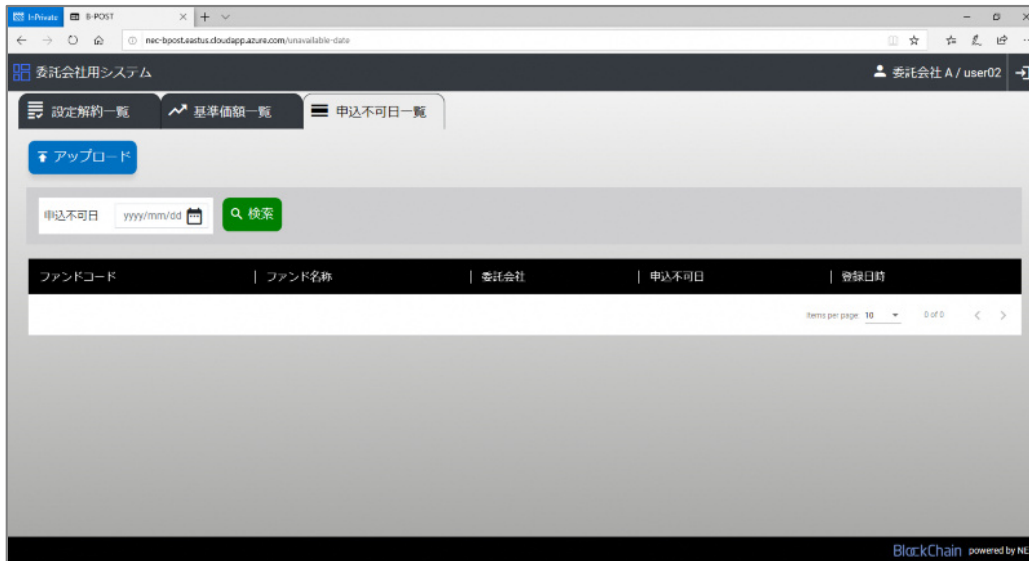 InPrivate B-POST
nec-bpost.eastus.cloudapp.azure.com/unavailable-date
委託会社用システム 委託会社 A / user02
設定解約一覧 基準価額一覧 申込不可日一覧
アップロード
申込不可日 yyyy/mm/dd 検索
ファンドコード | ファンド名称 | 委託会社 | 申込不可日 | 登録日時
Items per page: 10 0 of 0
BlockChain powered by NE